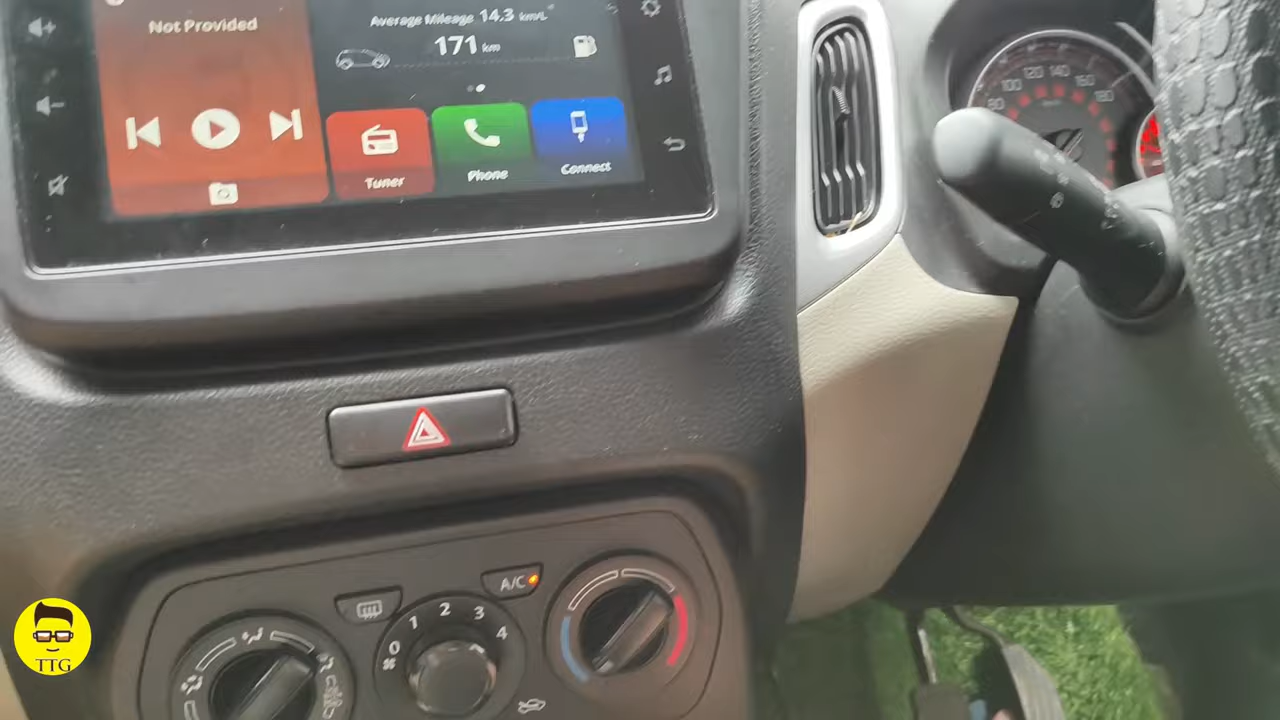 Not Provided
Average Mileage 14.3 km/L
171 km
Tuner
Phone
Connect
80 100 120 140 160 180
A/C
0 1 2 3 4
TTG